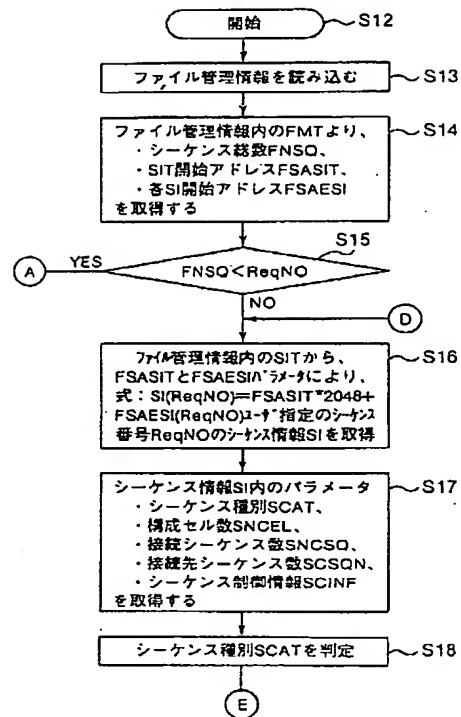 開始
S12
ファイル管理情報を読み込む
S13
ファイル管理情報内のFMTより、
・シーケンス総数FNSQ、
・SIT開始アドレスFSASIT、
・各SI開始アドレスFSAESI
を取得する
S14
S15
FNSQ<ReqNO
YES
A
NO
D
ファイル管理情報内のSITから、
FSASITとFSAESIパラメータにより、
式:SI(ReqNO)=FSASIT*2048+
FSAESI(ReqNO)ユーザ指定のシーケンス
番号ReqNOのシーケンス情報SIを取得
S16
シーケンス情報SI内のパラメータ
・シーケンス種別SCAT、
・構成セル数SNCEL、
・接続シーケンス数SNCSQ、
・接続先シーケンス数SCSQN、
・シーケンス制御情報SCINF
を取得する
S17
シーケンス種別SCATを判定
S18
E